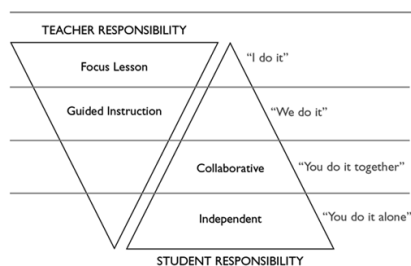 TEACHER RESPONSIBILITY
Focus Lesson
“I do it”
Guided Instruction
“We do it”
Collaborative
“You do it together”
Independent
“You do it alone”
STUDENT RESPONSIBILITY